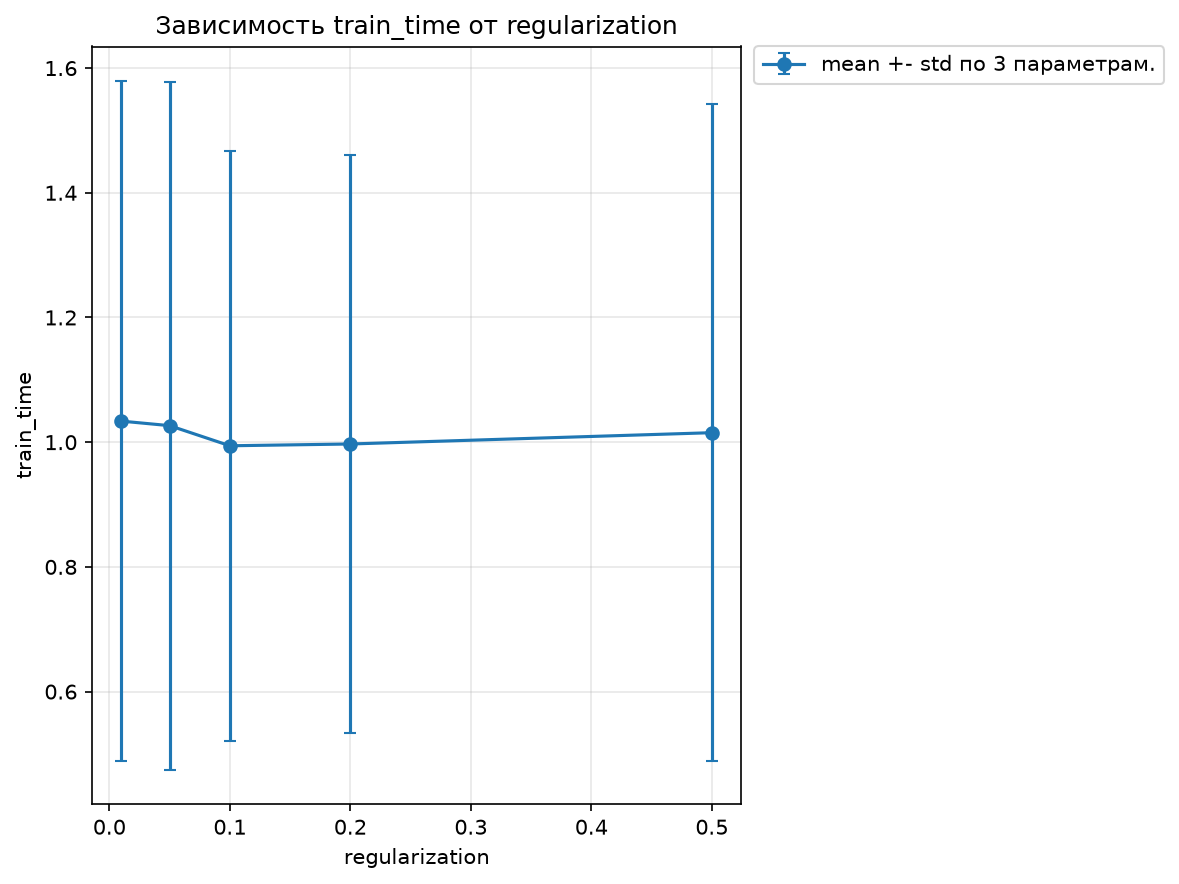 Зависимость train_time от regularization
mean +- std по 3 параметрам.
1.6
1.4
1.2
1.0
0.8
0.6
train_time
0.0 0.1 0.2 0.3 0.4 0.5
regularization